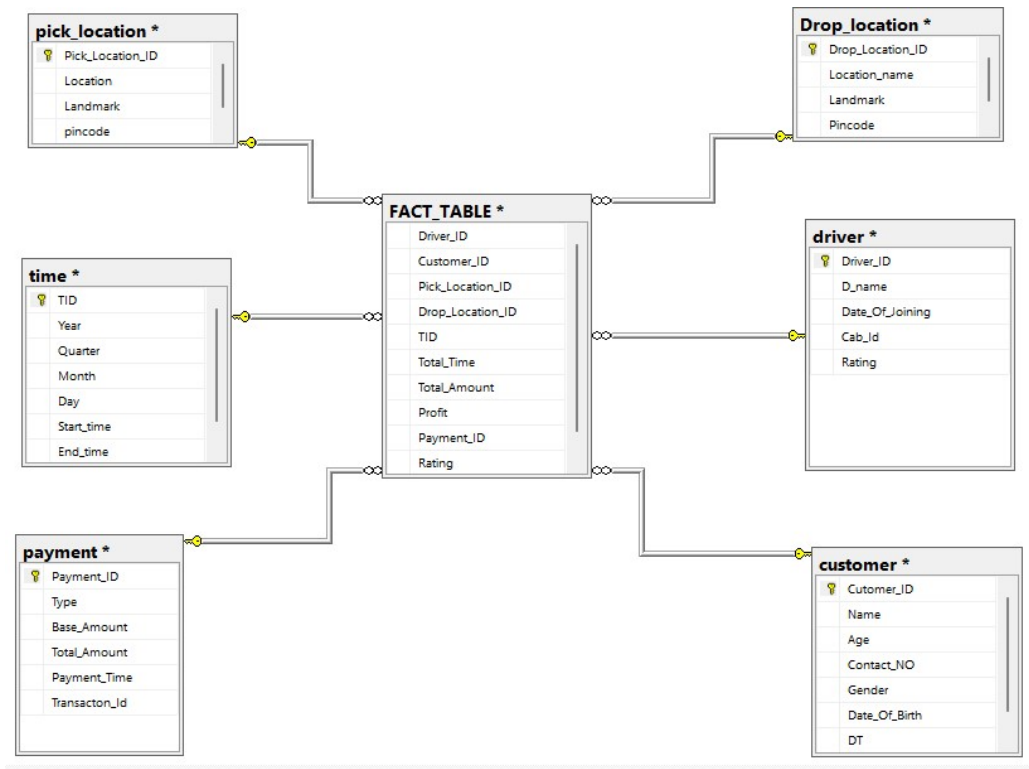 pick_location *
Pick_Location_ID
Location
Landmark
pincode
Drop_location *
Drop_Location_ID
Location_name
Landmark
Pincode
FACT_TABLE *
Driver_ID
Customer_ID
Pick_Location_ID
Drop_Location_ID
TID
Total_Time
Total_Amount
Profit
Payment_ID
Rating
time *
TID
Year
Quarter
Month
Day
Start_time
End_time
driver *
Driver_ID
D_name
Date_Of_Joining
Cab_Id
Rating
payment *
Payment_ID
Type
Base_Amount
Total_Amount
Payment_Time
Transacton_Id
customer *
Cutomer_ID
Name
Age
Contact_NO
Gender
Date_Of_Birth
DT